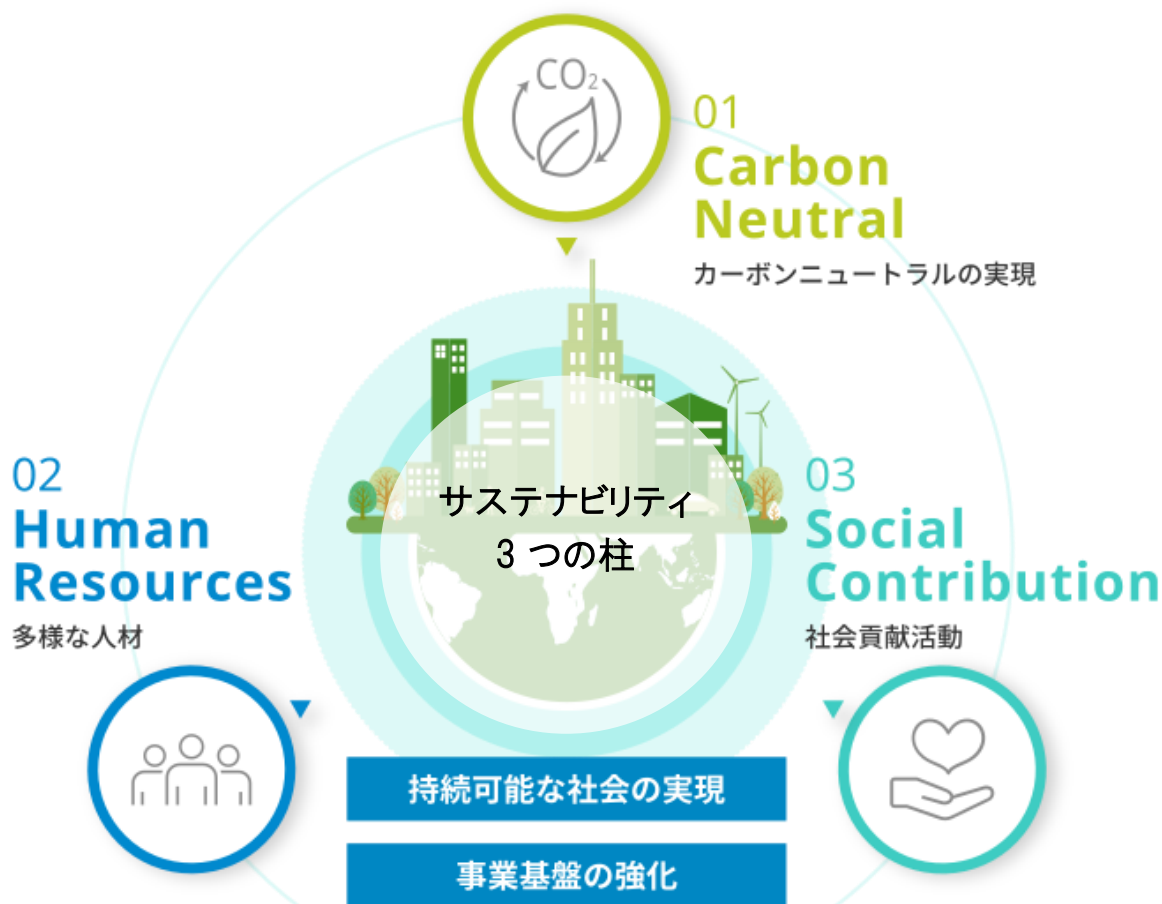 CO₂
01
Carbon
Neutral
カーボンニュートラルの実現
サステナビリティ
3 つの柱
02
Human
Resources
多様な人材
03
Social
Contribution
社会貢献活動
持続可能な社会の実現
事業基盤の強化